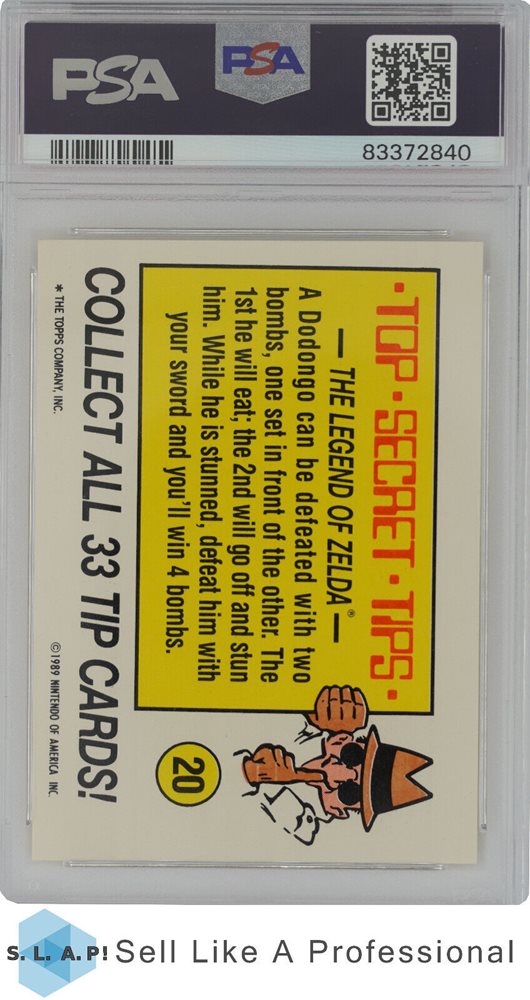 PSA
PSA
83372840
·TOP·SECRET·TIPS·
— THE LEGEND OF ZELDA® —
A Dodongo can be defeated with two
bombs, one set in front of the other. The
1st he will eat; the 2nd will go off and stun
him. While he is stunned, defeat him with
your sword and you'll win 4 bombs.
20
COLLECT ALL 33 TIP CARDS!
* THE TOPPS COMPANY, INC.
©1989 NINTENDO OF AMERICA INC.
S. L. A. P! Sell Like A Professional